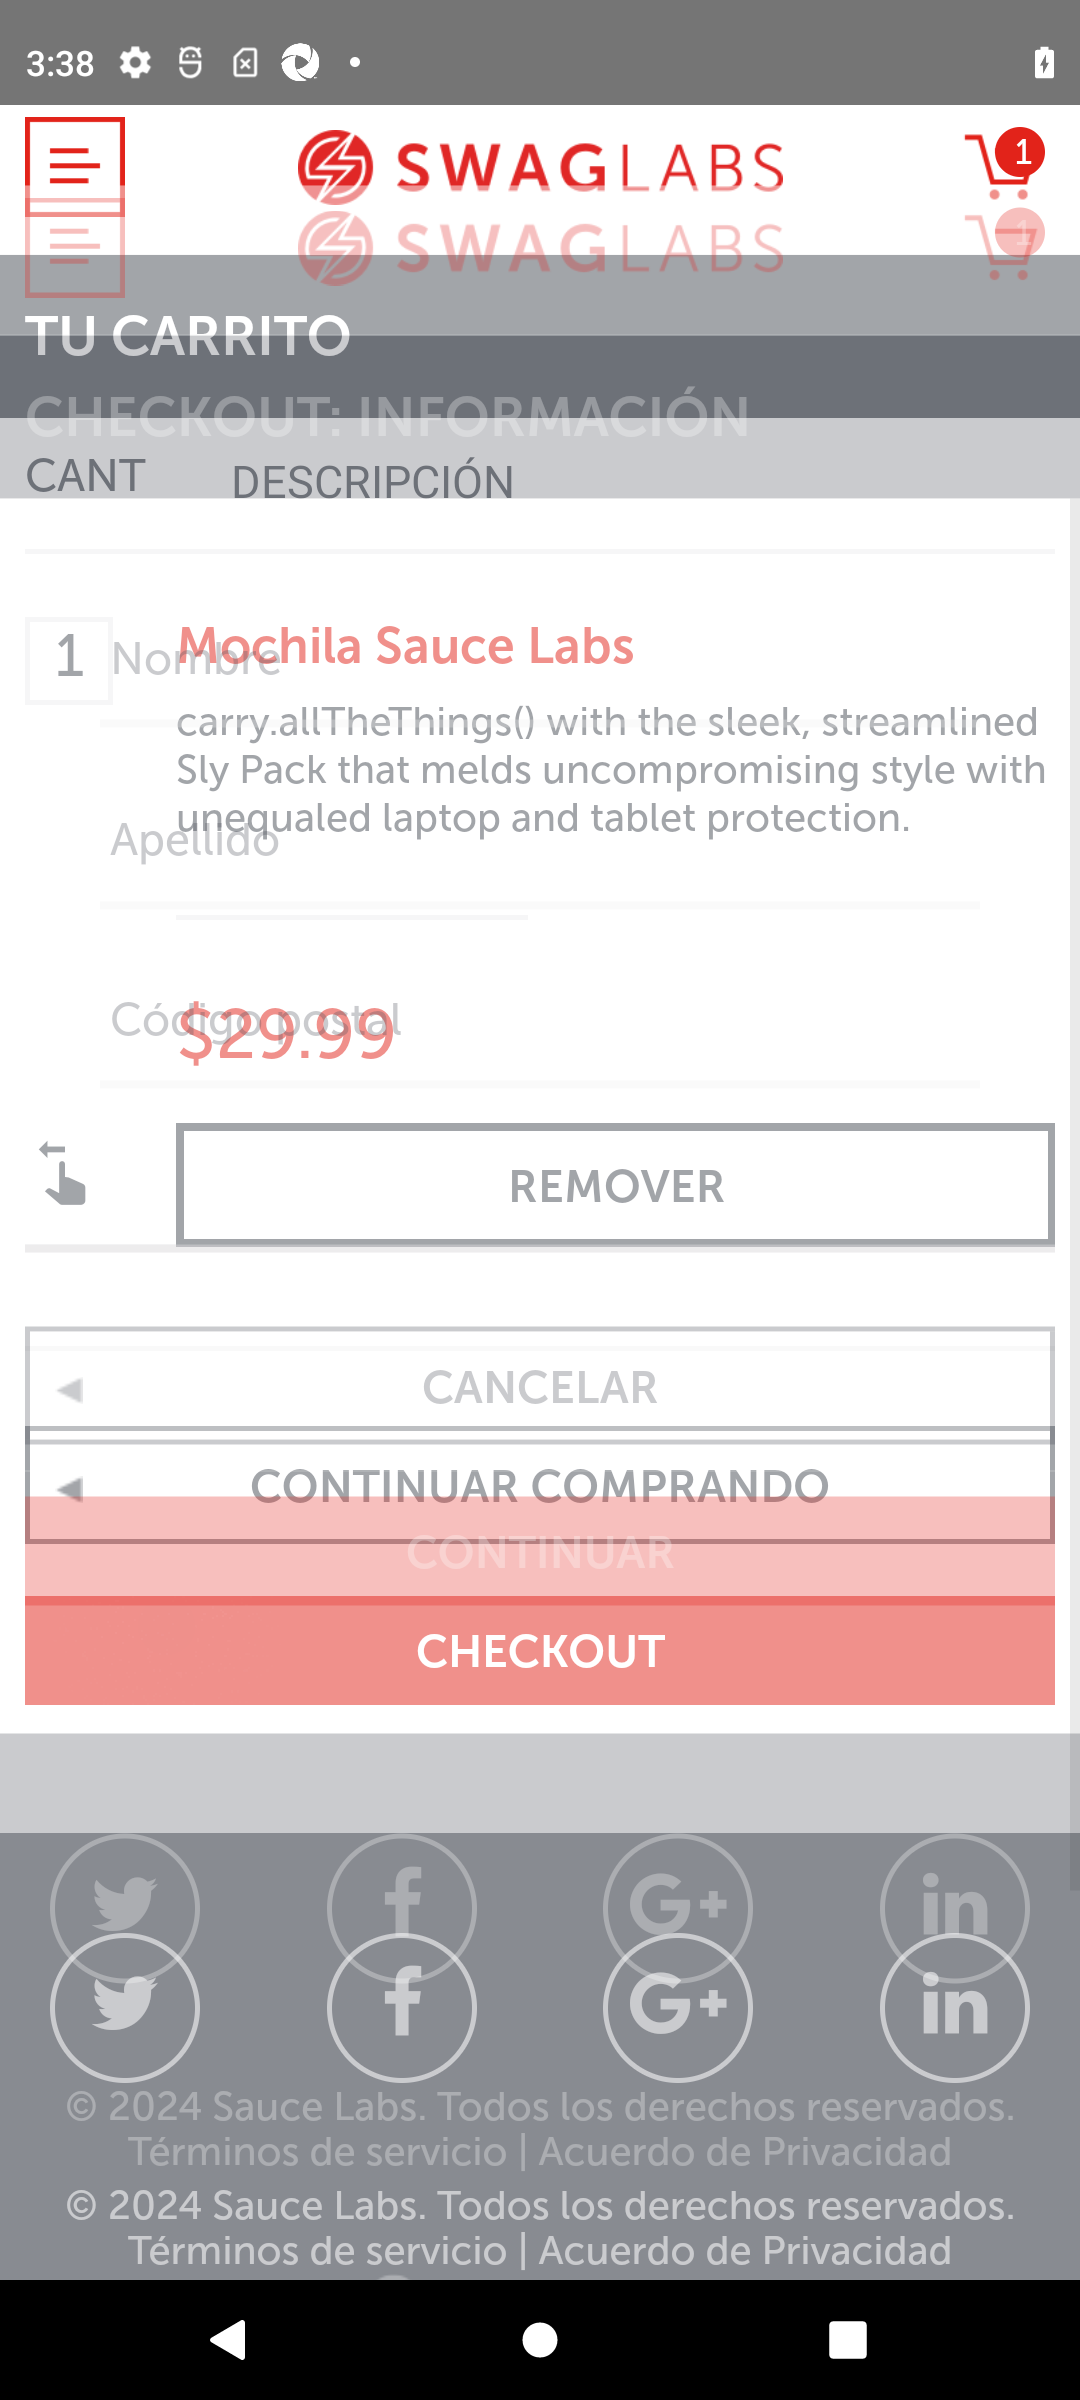 3:38
SWAGLABS
1
SWAGLABS
1
TU CARRITO
CHECKOUT: INFORMACIÓN
CANT
DESCRIPCIÓN
1
Mochila Sauce Labs
Nombre
carry.allTheThings() with the sleek, streamlined
Sly Pack that melds uncompromising style with
unequaled laptop and tablet protection.
Apellido
Código postal
$29.99
REMOVER
CANCELAR
CONTINUAR COMPRANDO
CONTINUAR
CHECKOUT
© 2024 Sauce Labs. Todos los derechos reservados.
Términos de servicio | Acuerdo de Privacidad
© 2024 Sauce Labs. Todos los derechos reservados.
Términos de servicio | Acuerdo de Privacidad